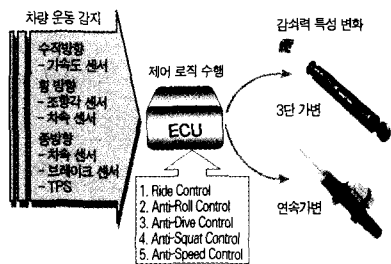 차량 운동 감지
수직방향
- 가속도 센서
횡 방향
- 조향각 센서
- 차속 센서
종방향
- 차속 센서
- 브레이크 센서
- TPS
제어 로직 수행
ECU
1. Ride Control
2. Anti-Roll Control
3. Anti-Dive Control
4. Anti-Squat Control
5. Anti-Speed Control
감쇠력 특성 변화
3단 가변
연속가변